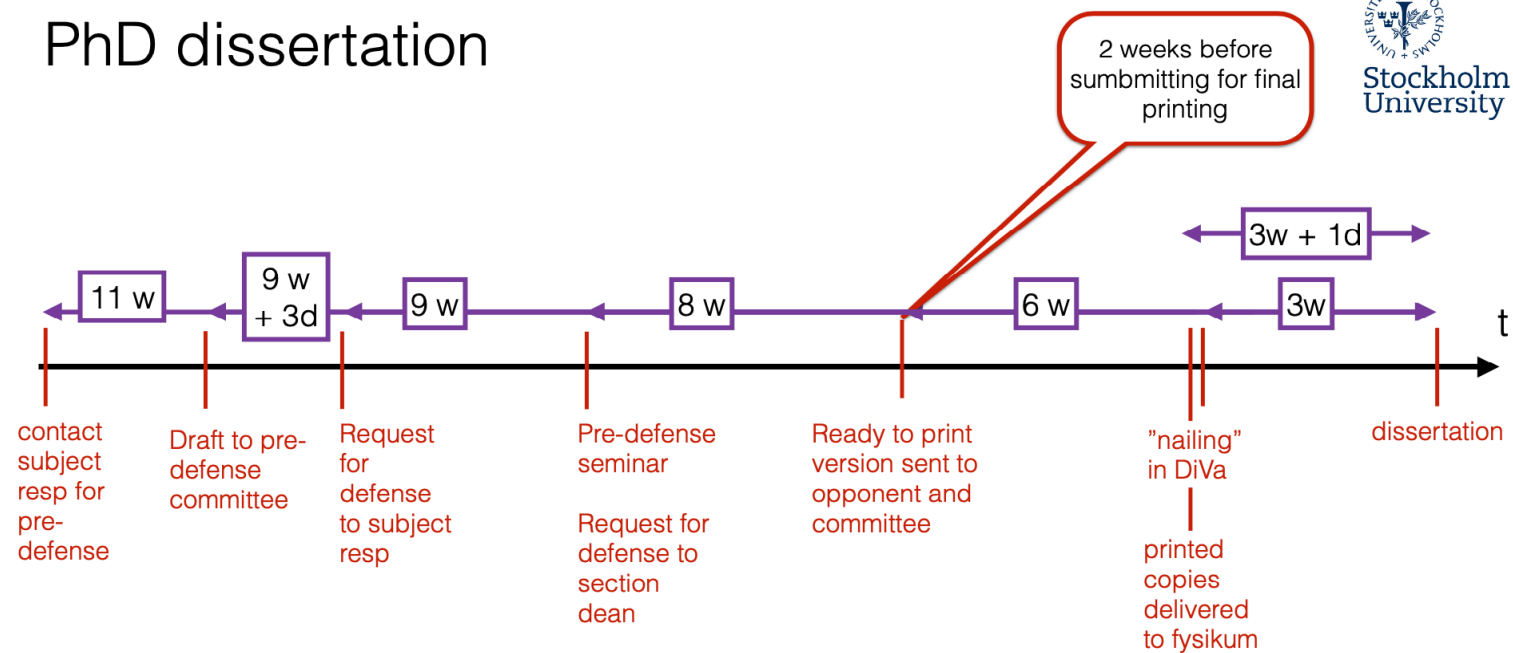 PhD dissertation
2 weeks before
sumbmitting for final
printing
Stockholm
University
3w + 1d
11 w
9 w
+ 3d
9 w
8 w
6 w
3w
t
contact
subject
resp for
pre-
defense
Draft to pre-
defense
committee
Request
for
defense
to subject
resp
Pre-defense
seminar
Request for
defense to
section
dean
Ready to print
version sent to
opponent and
committee
"nailing"
in DiVa
printed
copies
delivered
to fysikum
dissertation